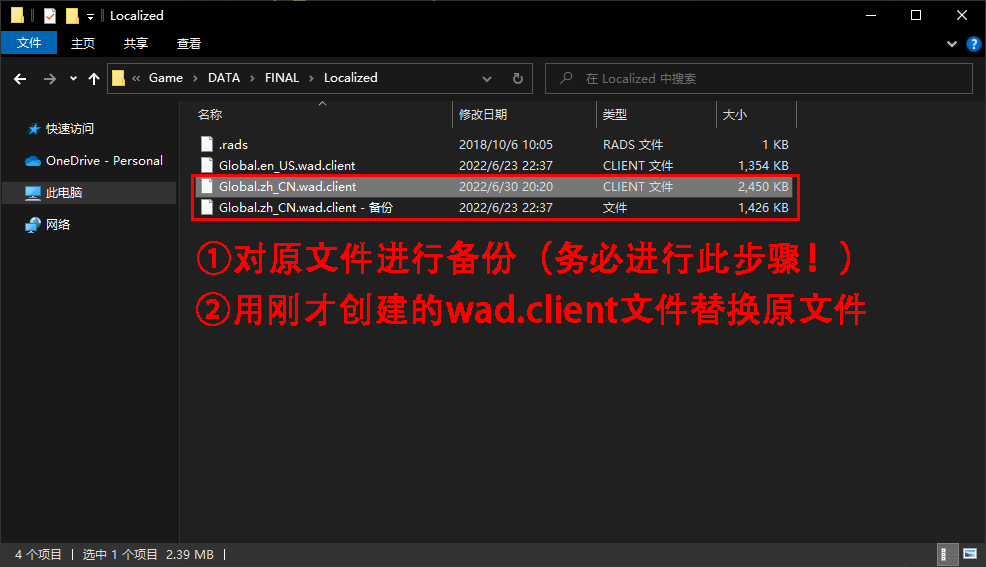 Localized
文件 主页 共享 查看
« Game › DATA › FINAL › Localized
在 Localized 中搜索
名称 修改日期 类型 大小
快速访问
OneDrive - Personal
此电脑
网络
.rads 2018/10/6 10:05 RADS 文件 1 KB
Global.en_US.wad.client 2022/6/23 22:37 CLIENT 文件 1,354 KB
Global.zh_CN.wad.client 2022/6/30 20:20 CLIENT 文件 2,450 KB
Global.zh_CN.wad.client - 备份 2022/6/23 22:37 文件 1,426 KB
①对原文件进行备份（务必进行此步骤！）
②用刚才创建的wad.client文件替换原文件
4 个项目 | 选中 1 个项目 2.39 MB |